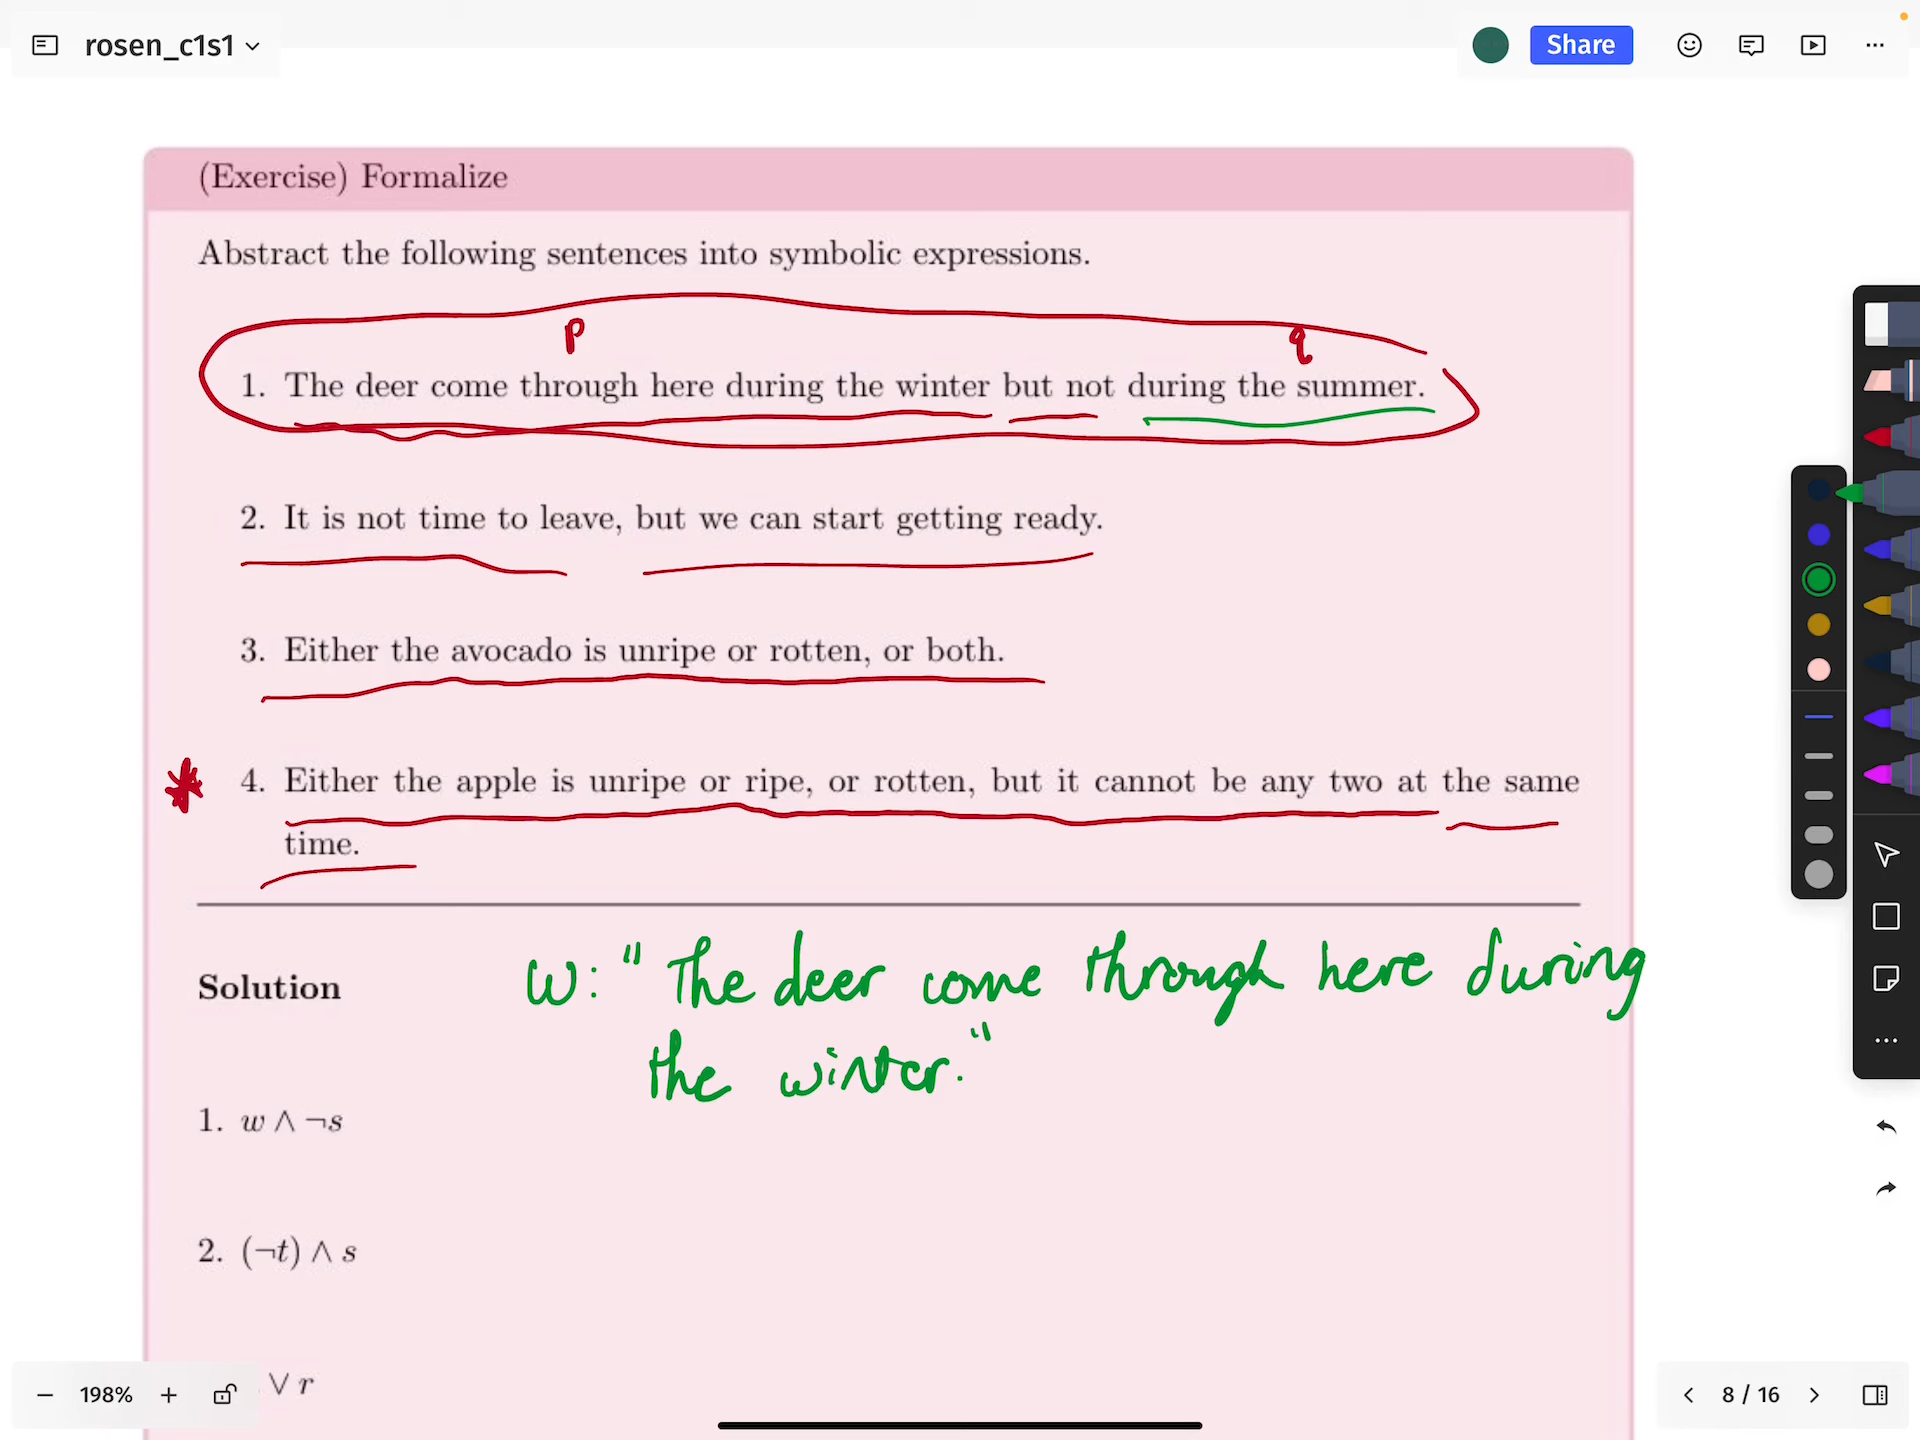 rosen_c1s1
Share
(Exercise) Formalize
Abstract the following sentences into symbolic expressions.
p q
1. The deer come through here during the winter but not during the summer.
2. It is not time to leave, but we can start getting ready.
3. Either the avocado is unripe or rotten, or both.
* 4. Either the apple is unripe or ripe, or rotten, but it cannot be any two at the same
time.
Solution
w: "The deer come through here during
the winter."
1. w ∧ ¬s
2. (¬t) ∧ s
∨ r
198%
8 / 16